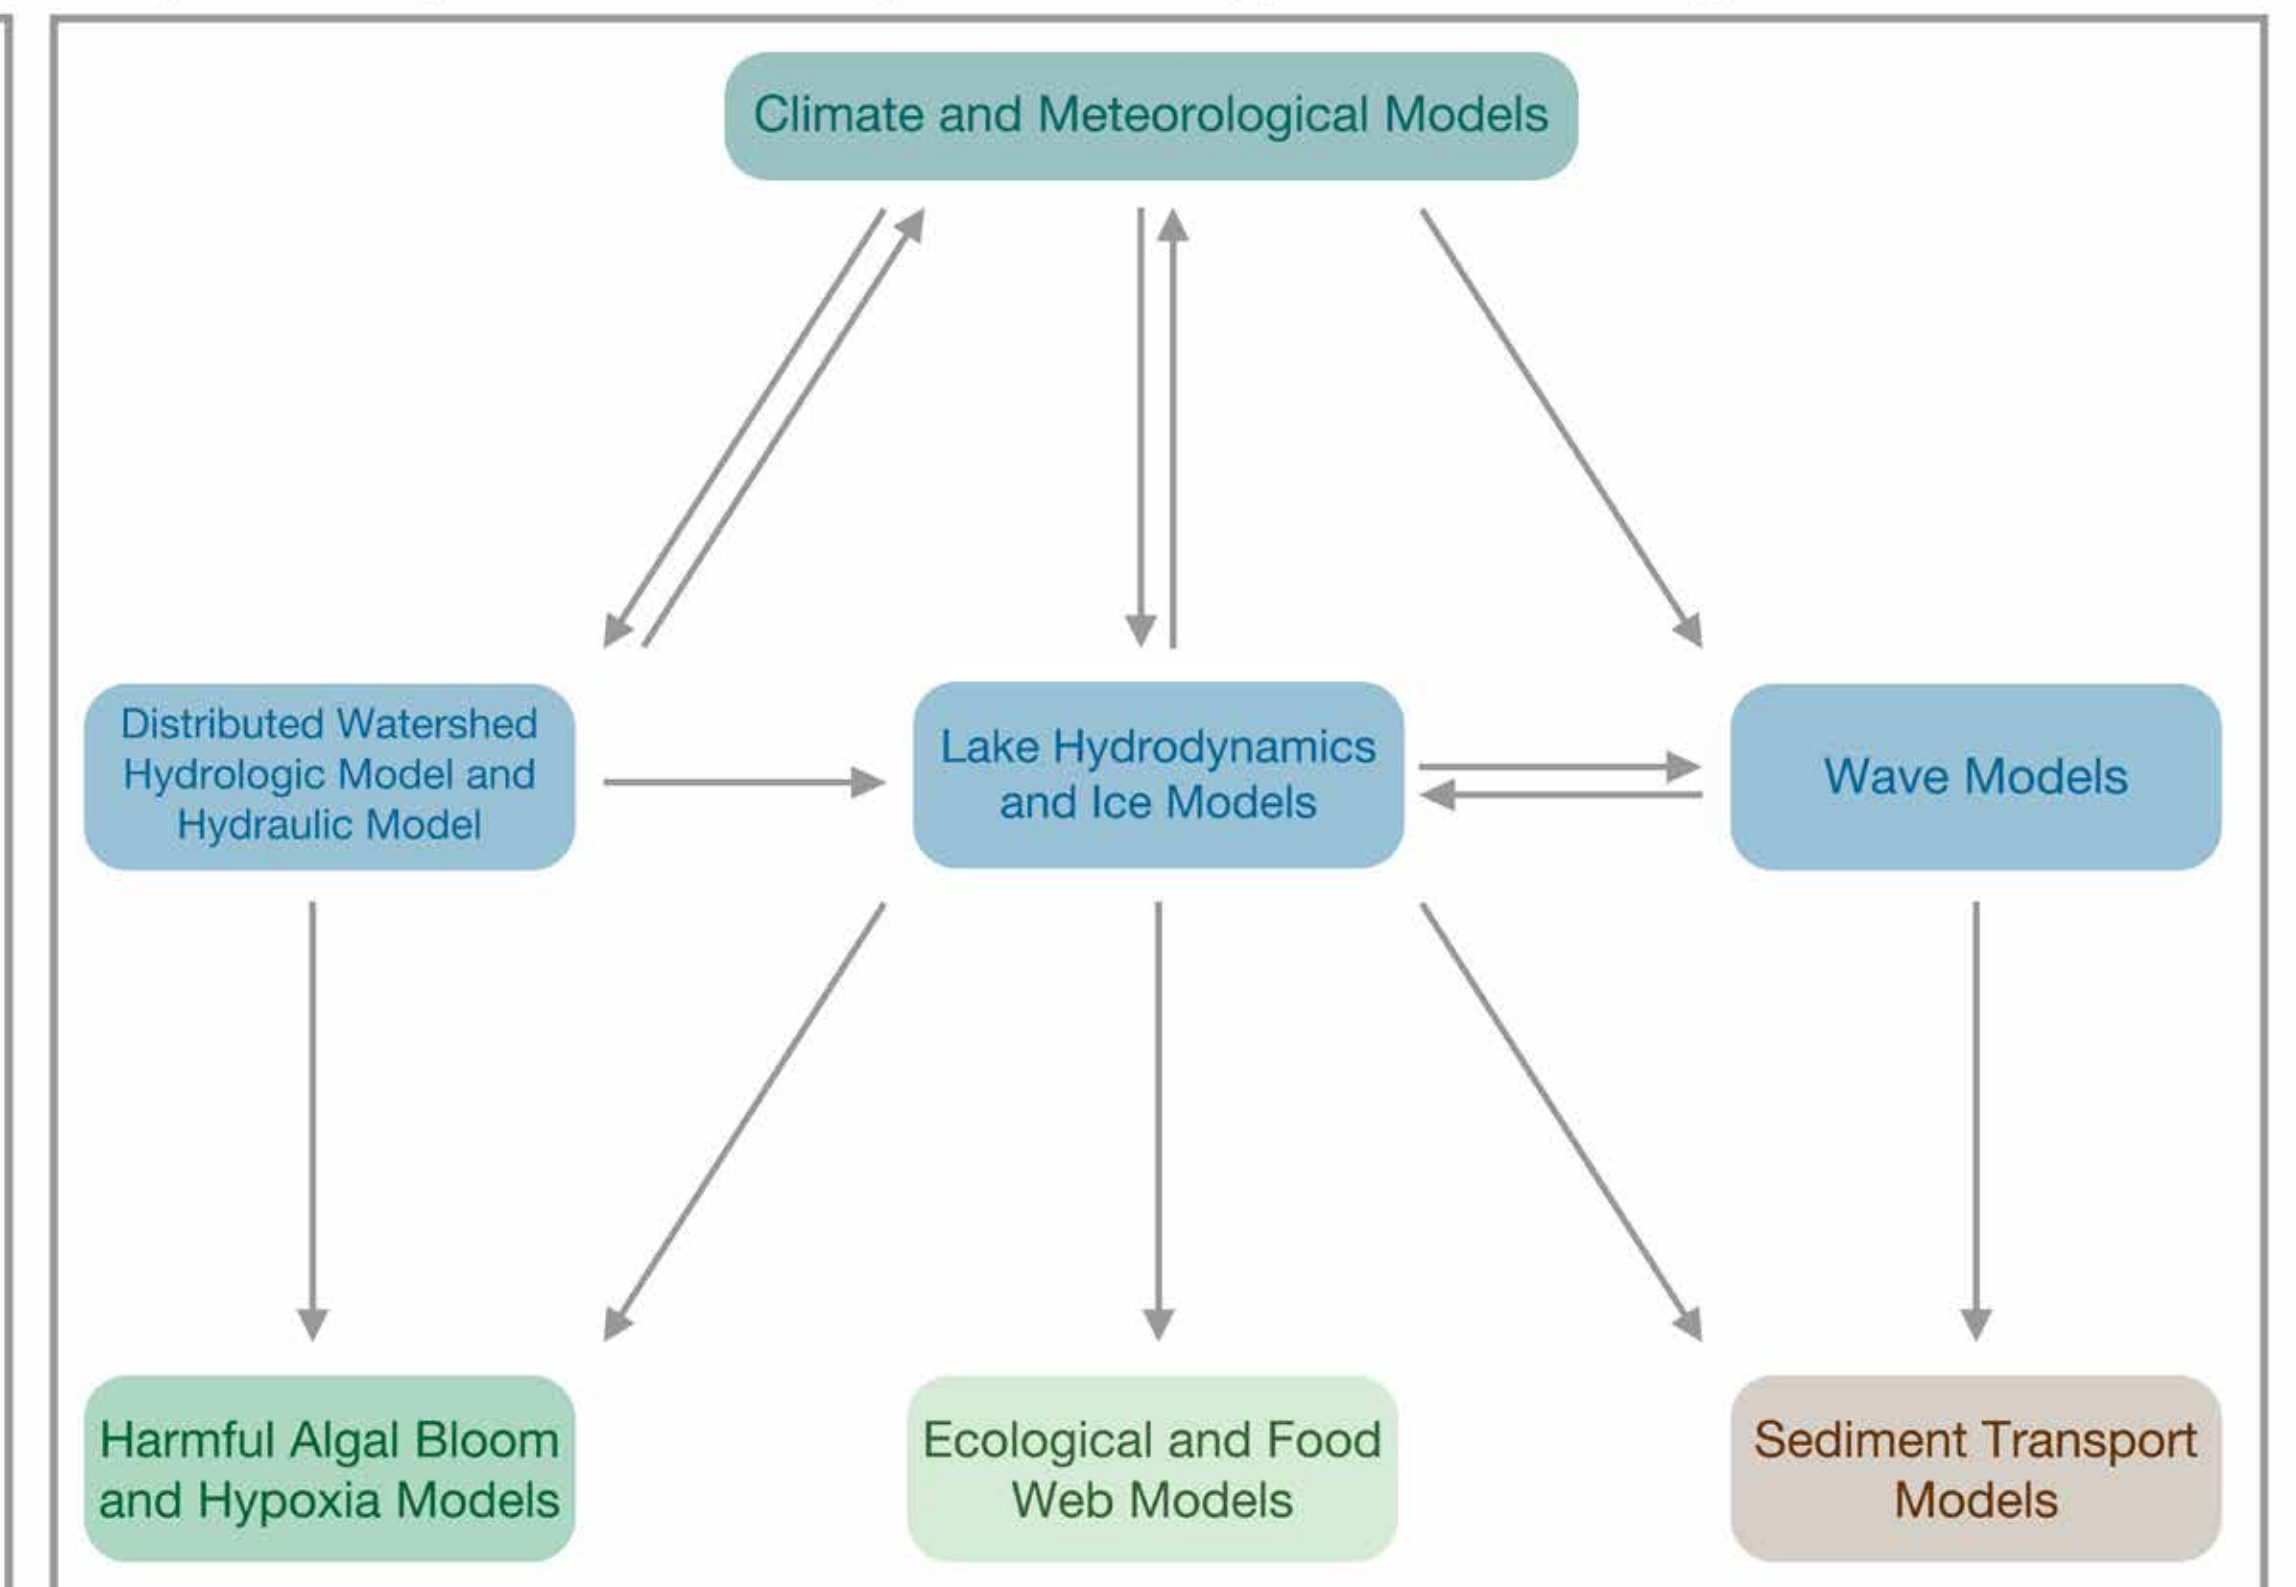 Climate and Meteorological Models
Distributed Watershed
Hydrologic Model and
Hydraulic Model
Lake Hydrodynamics
and Ice Models
Wave Models
Harmful Algal Bloom
and Hypoxia Models
Ecological and Food
Web Models
Sediment Transport
Models